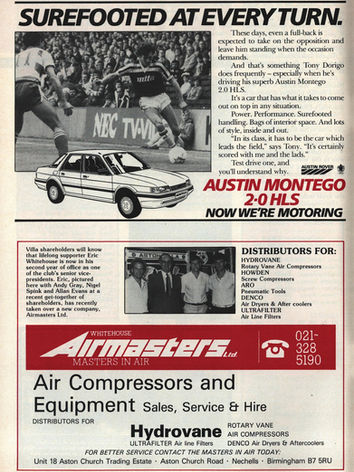 SUREFOOTED AT EVERY TURN.
These days, even a full-back is
expected to take on the opposition and
leave him standing when the occasion
demands.
And that's something Tony Dorigo
does frequently – especially when he's
driving his superb Austin Montego
2.0 HLS.
It's a car that has what it takes to come
out on top in any situation.
Power. Performance. Surefooted
handling. Bags of interior space. And lots
of style, inside and out.
"In its class, it has to be the car which
leads the field," says Tony. "It's certainly
scored with me and the lads."
Test drive one, and
you'll understand why.
NEC TV-VI
AUSTIN ROVER
AUSTIN MONTEGO
2·0 HLS
NOW WE'RE MOTORING
Villa shareholders will know
that lifelong supporter Eric
Whitehouse is now in his
second year of office as one
of the club's senior vice-
presidents. Eric, pictured
here with Andy Gray, Nigel
Spink and Allan Evans at a
recent get-together of
shareholders, has recently
taken over a new company,
Airmasters Ltd.
DISTRIBUTORS FOR:
HYDROVANE
Rotary Vane Air Compressors
HOWDEN
Screw Compressors
ARO
Pneumatic Tools
DENCO
Air Dryers & After coolers
ULTRAFILTER
Air Line Filters
WHITEHOUSE
Airmasters Ltd
MASTERS IN AIR
021-
328
5190
Air Compressors and
Equipment Sales, Service & Hire
DISTRIBUTORS FOR
Hydrovane ROTARY VANE
AIR COMPRESSORS
ULTRAFILTER Air line Filters DENCO Air Dryers & Aftercoolers
FOR BETTER SERVICE CONTACT THE MASTERS IN AIR TODAY:
Unit 18 Aston Church Trading Estate · Aston Church Road · Nechells · Birmingham B7 5RU